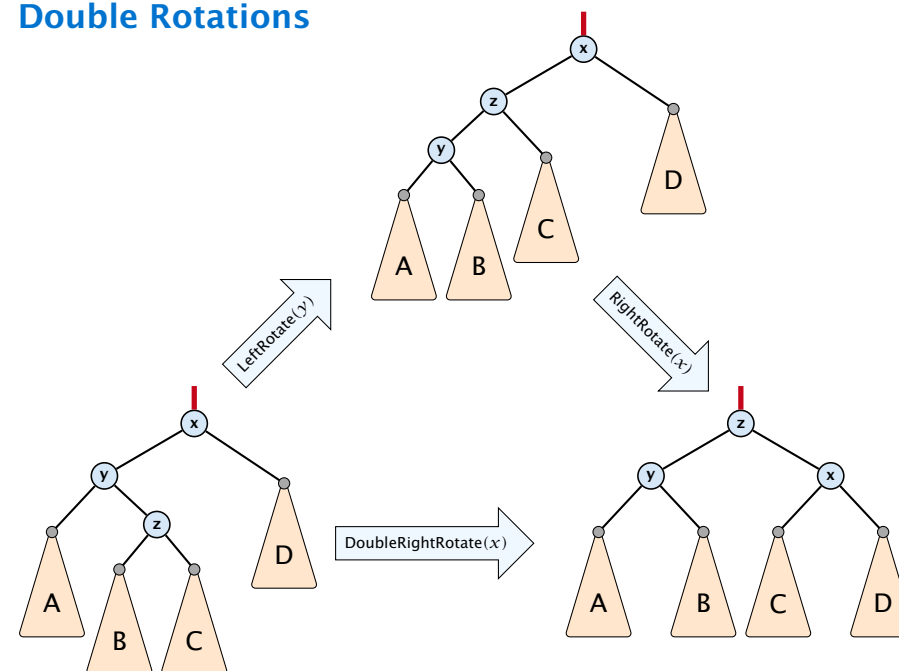 Double Rotations
x
z
y
D
C
A
B
LeftRotate(y)
RightRotate(x)
x
y
z
D
A
B
C
DoubleRightRotate(x)
z
y
x
A
B
C
D